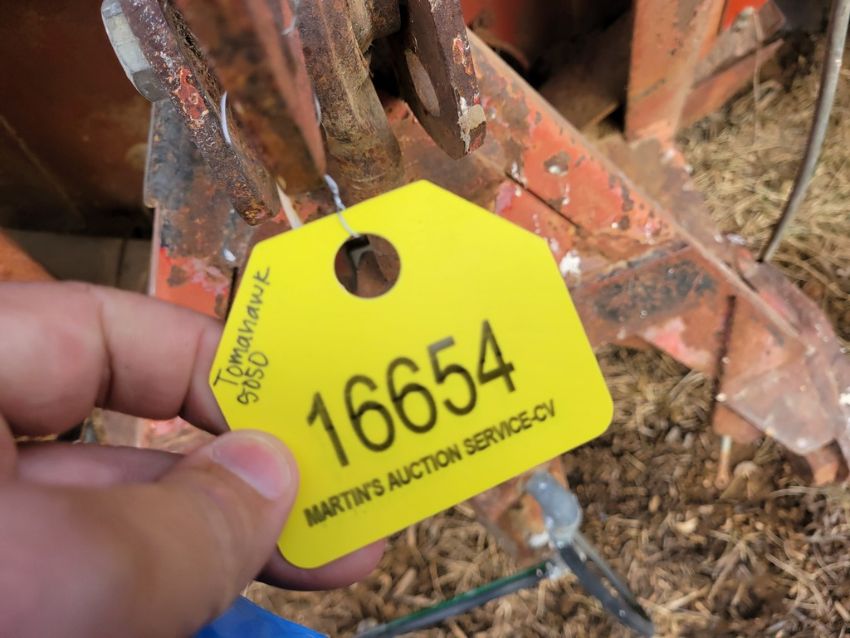 Tomahawk
9050
16654
MARTIN'S AUCTION SERVICE-CV